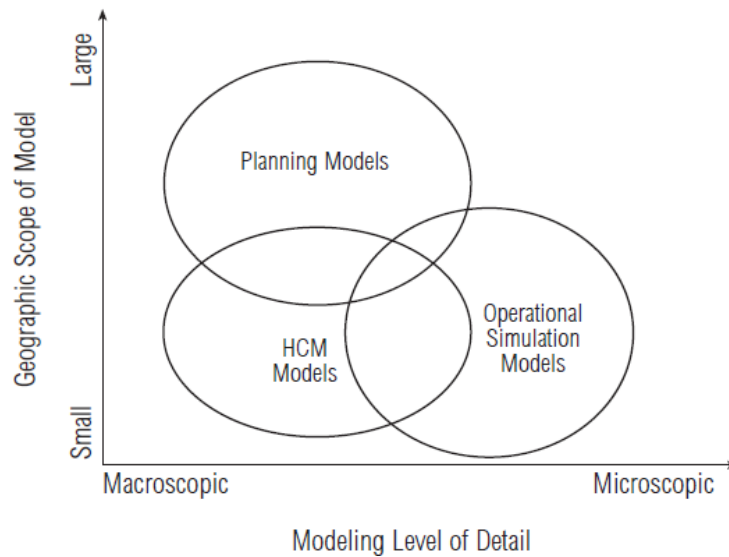 Large
Geographic Scope of Model
Small
Planning Models
HCM
Models
Operational
Simulation
Models
Macroscopic
Microscopic
Modeling Level of Detail